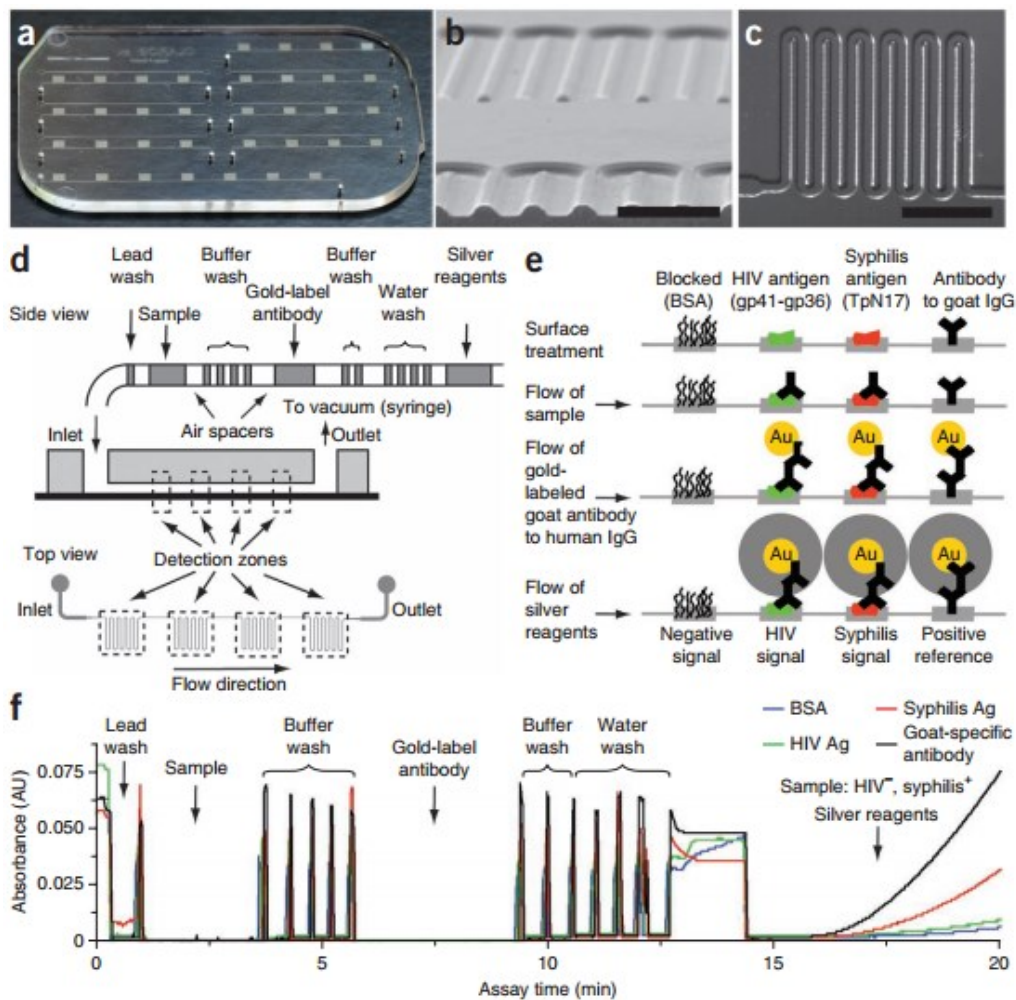 a
b
c
d
Lead wash
Buffer wash
Buffer wash
Silver reagents
Gold-label antibody
Water wash
Side view
Sample
To vacuum (syringe)
Air spacers
Inlet
Outlet
Top view
Detection zones
Inlet
Outlet
Flow direction
e
Blocked (BSA)
HIV antigen (gp41-gp36)
Syphilis antigen (TpN17)
Antibody to goat IgG
Surface treatment
Flow of sample
Flow of gold-labeled goat antibody to human IgG
Au
Au
Au
Flow of silver reagents
Au
Au
Au
Negative signal
HIV signal
Syphilis signal
Positive reference
f
Lead wash
Sample
Buffer wash
Gold-label antibody
Buffer wash
Water wash
BSA
Syphilis Ag
HIV Ag
Goat-specific antibody
Sample: HIV⁻, syphilis⁺
Silver reagents
Absorbance (AU)
0.075
0.050
0.025
0
0
5
10
15
20
Assay time (min)